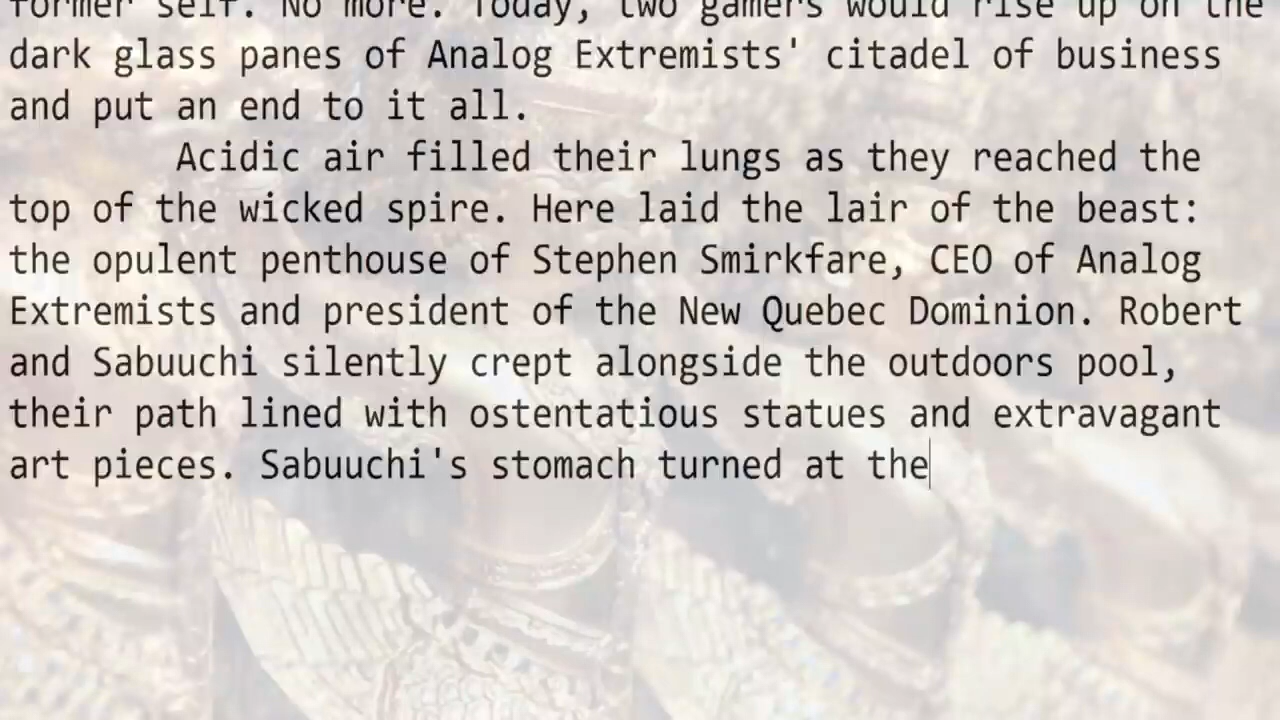 former self. No more. Today, two gamers would rise up on the
dark glass panes of Analog Extremists' citadel of business
and put an end to it all.
Acidic air filled their lungs as they reached the
top of the wicked spire. Here laid the lair of the beast:
the opulent penthouse of Stephen Smirkfare, CEO of Analog
Extremists and president of the New Quebec Dominion. Robert
and Sabuuchi silently crept alongside the outdoors pool,
their path lined with ostentatious statues and extravagant
art pieces. Sabuuchi's stomach turned at the